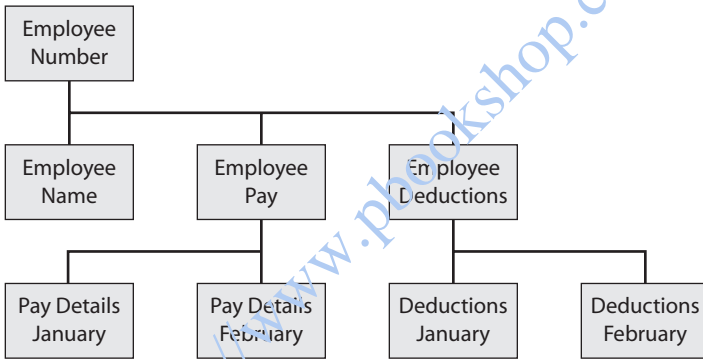 Employee
Number
Employee
Name
Employee
Pay
Employee
Deductions
Pay Details
January
Pay Details
February
Deductions
January
Deductions
February
//www.pbookshop.c